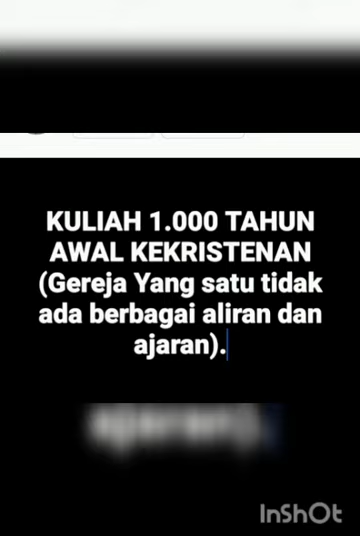 KULIAH 1.000 TAHUN
AWAL KEKRISTENAN
(Gereja Yang satu tidak
ada berbagai aliran dan
ajaran).
InShOt